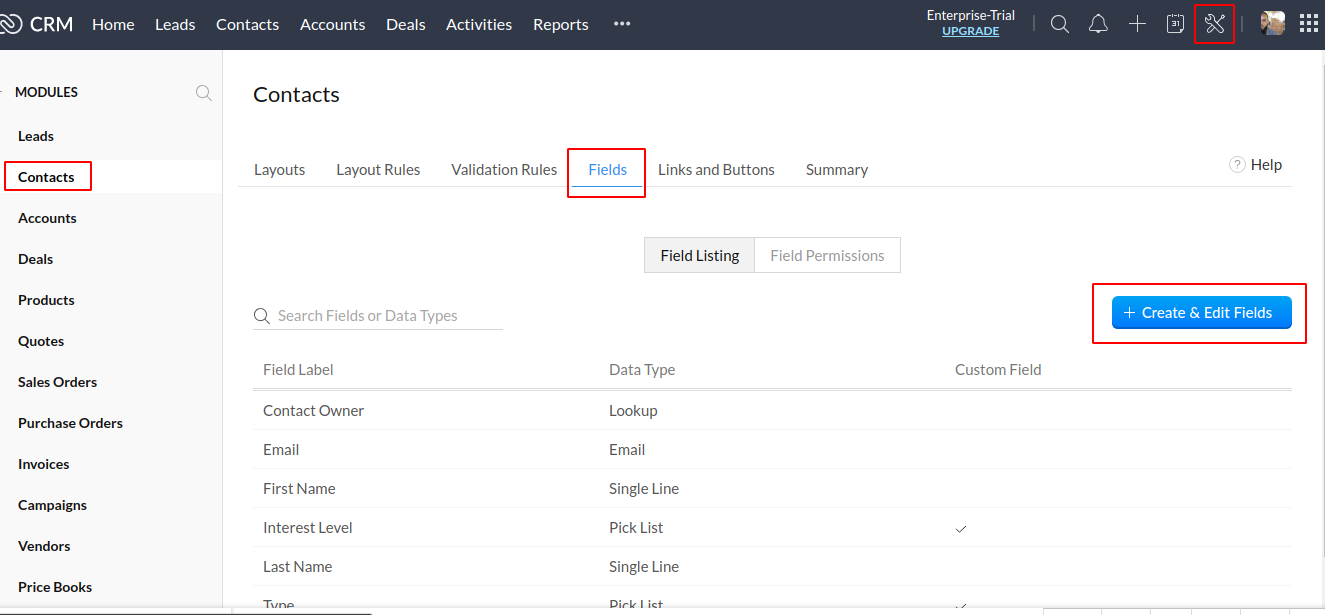 CRM Home Leads Contacts Accounts Deals Activities Reports ••• Enterprise-Trial
UPGRADE
31
MODULES
Leads
Contacts
Accounts
Deals
Products
Quotes
Sales Orders
Purchase Orders
Invoices
Campaigns
Vendors
Price Books
Contacts
Layouts Layout Rules Validation Rules Fields Links and Buttons Summary ? Help
Field Listing Field Permissions
Search Fields or Data Types
+ Create & Edit Fields
Field Label Data Type Custom Field
Contact Owner Lookup
Email Email
First Name Single Line
Interest Level Pick List ✓
Last Name Single Line
Type Pick List ✓